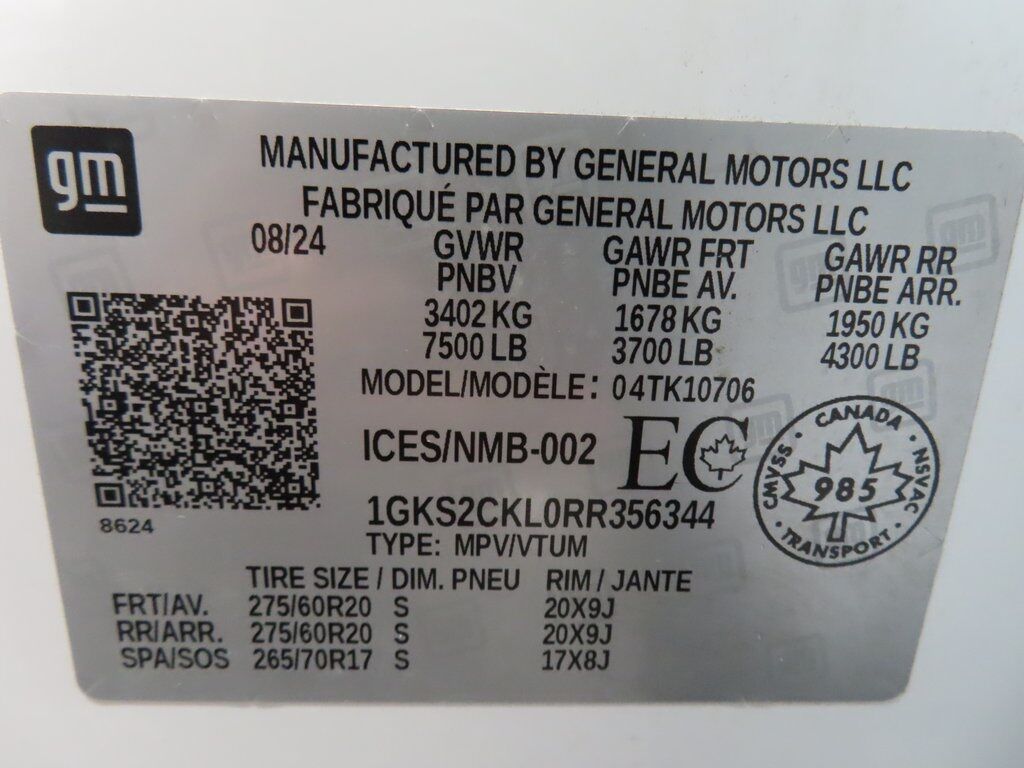 gm
MANUFACTURED BY GENERAL MOTORS LLC
FABRIQUÉ PAR GENERAL MOTORS LLC
08/24 GVWR GAWR FRT GAWR RR
PNBV PNBE AV. PNBE ARR.
3402 KG 1678 KG 1950 KG
7500 LB 3700 LB 4300 LB
MODEL/MODÈLE: 04TK10706
ICES/NMB-002 EC
CANADA
CMVSS · NSVAC
985
· TRANSPORT ·
8624
1GKS2CKL0RR356344
TYPE: MPV/VTUM
TIRE SIZE / DIM. PNEU RIM / JANTE
FRT/AV. 275/60R20 S 20X9J
RR/ARR. 275/60R20 S 20X9J
SPA/SOS 265/70R17 S 17X8J